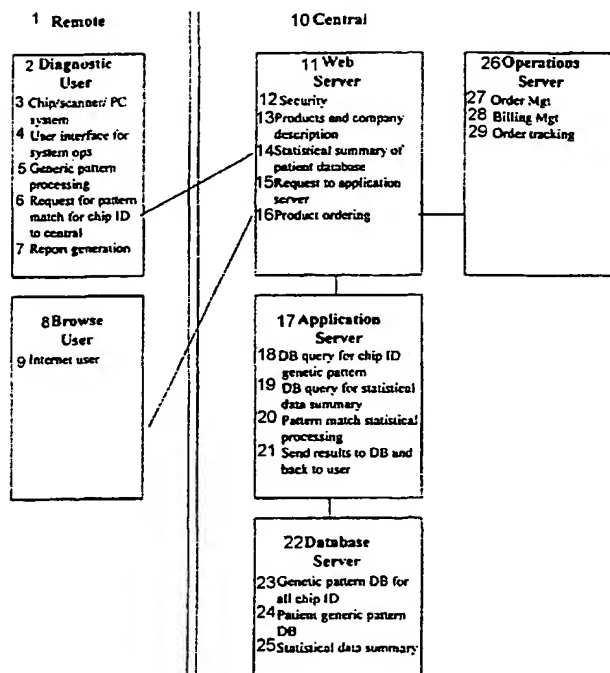 1 Remote
10 Central
2 Diagnostic
User
3 Chip/scanner/ PC
system
4 User interface for
system ops
5 Generic pattern
processing
6 Request for pattern
match for chip ID
to central
7 Report generation
8 Browse
User
9 Internet user
11 Web
Server
12 Security
13 Products and company
description
14 Statistical summary of
patient database
15 Request to application
server
16 Product ordering
17 Application
Server
18 DB query for chip ID
genetic pattern
19 DB query for statistical
data summary
20 Pattern match statistical
processing
21 Send results to DB and
back to user
22 Database
Server
23 Genetic pattern DB for
all chip ID
24 Patient generic pattern
DB
25 Statistical data summary
26 Operations
Server
27 Order Mgt
28 Billing Mgt
29 Order tracking